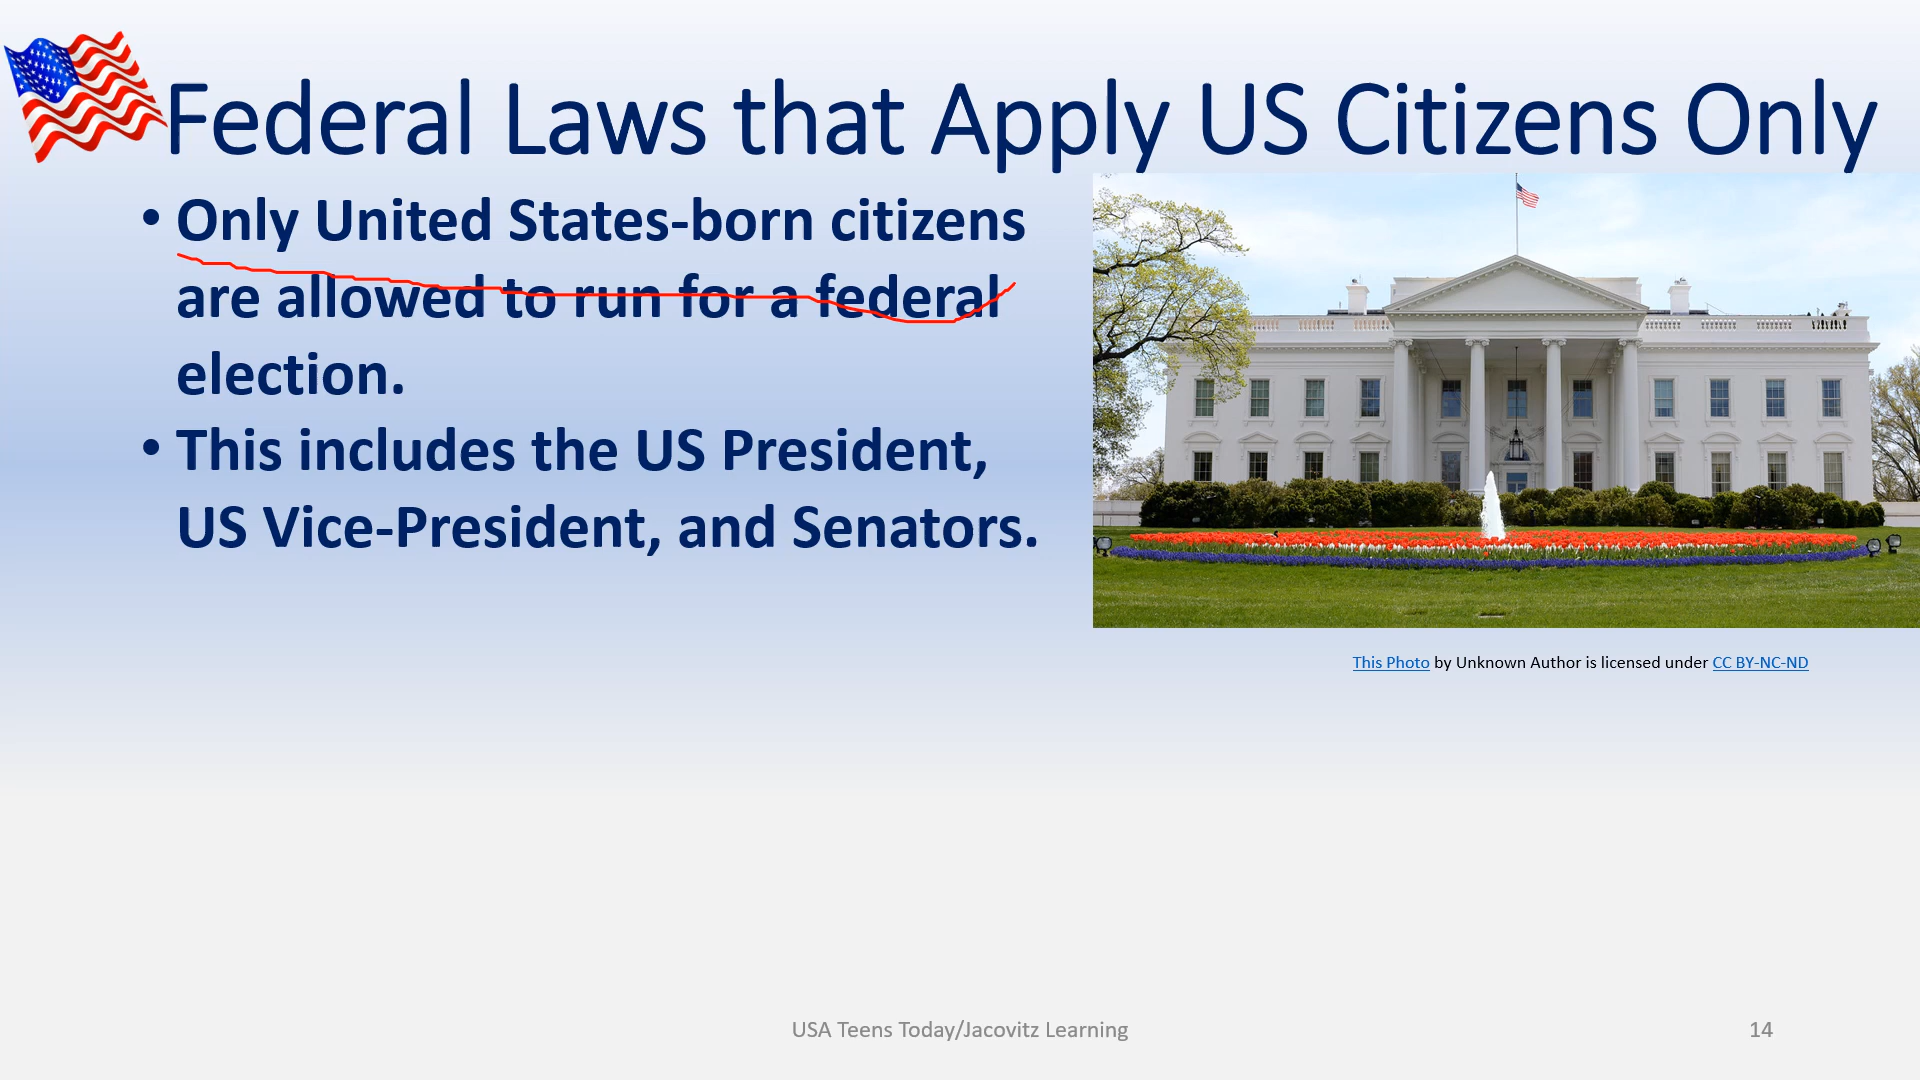 Federal Laws that Apply US Citizens Only
• Only United States-born citizens
are allowed to run for a federal
election.
• This includes the US President,
US Vice-President, and Senators.
This Photo by Unknown Author is licensed under CC BY-NC-ND
USA Teens Today/Jacovitz Learning
14